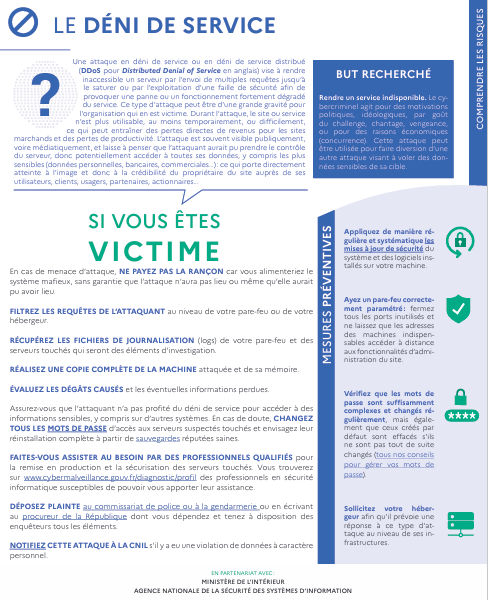 LE DÉNI DE SERVICE
COMPRENDRE LES RISQUES
?
Une attaque en déni de service ou en déni de service distribué
(DDoS pour Distributed Denial of Service en anglais) vise à rendre
inaccessible un serveur par l'envoi de multiples requêtes jusqu'à
le saturer ou par l'exploitation d'une faille de sécurité afin de
provoquer une panne ou un fonctionnement fortement dégradé
du service. Ce type d'attaque peut être d'une grande gravité pour
l'organisation qui en est victime. Durant l'attaque, le site ou service
n'est plus utilisable, au moins temporairement, ou difficilement,
ce qui peut entraîner des pertes directes de revenus pour les sites
marchands et des pertes de productivité. L'attaque est souvent visible publiquement,
voire médiatiquement, et laisse à penser que l'attaquant aurait pu prendre le contrôle
du serveur, donc potentiellement accéder à toutes ses données, y compris les plus
sensibles (données personnelles, bancaires, commerciales…) : ce qui porte directement
atteinte à l'image et donc à la crédibilité du propriétaire du site auprès de ses
utilisateurs, clients, usagers, partenaires, actionnaires…
BUT RECHERCHÉ
Rendre un service indisponible. Le cy-
bercriminel agit pour des motivations
politiques, idéologiques, par goût
du challenge, chantage, vengeance,
ou pour des raisons économiques
(concurrence). Cette attaque peut
être utilisée pour faire diversion d'une
autre attaque visant à voler des don-
nées sensibles de sa cible.
SI VOUS ÊTES
VICTIME
En cas de menace d'attaque, NE PAYEZ PAS LA RANÇON car vous alimenteriez le
système mafieux, sans garantie que l'attaque n'aura pas lieu ou même qu'elle aurait
pu avoir lieu.
FILTREZ LES REQUÊTES DE L'ATTAQUANT au niveau de votre pare-feu ou de votre
hébergeur.
RÉCUPÉREZ LES FICHIERS DE JOURNALISATION (logs) de votre pare-feu et des
serveurs touchés qui seront des éléments d'investigation.
RÉALISEZ UNE COPIE COMPLÈTE DE LA MACHINE attaquée et de sa mémoire.
ÉVALUEZ LES DÉGÂTS CAUSÉS et les éventuelles informations perdues.
Assurez-vous que l'attaquant n'a pas profité du déni de service pour accéder à des
informations sensibles, y compris sur d'autres systèmes. En cas de doute, CHANGEZ
TOUS LES MOTS DE PASSE d'accès aux serveurs suspectés touchés et envisagez leur
réinstallation complète à partir de sauvegardes réputées saines.
FAITES-VOUS ASSISTER AU BESOIN PAR DES PROFESSIONNELS QUALIFIÉS pour
la remise en production et la sécurisation des serveurs touchés. Vous trouverez
sur www.cybermalveillance.gouv.fr/diagnostic/profil des professionnels en sécurité
informatique susceptibles de pouvoir vous apporter leur assistance.
DÉPOSEZ PLAINTE au commissariat de police ou à la gendarmerie ou en écrivant
au procureur de la République dont vous dépendez et tenez à disposition des
enquêteurs tous les éléments.
NOTIFIEZ CETTE ATTAQUE À LA CNIL s'il y a eu une violation de données à caractère
personnel.
MESURES PRÉVENTIVES
Appliquez de manière ré-
gulière et systématique les
mises à jour de sécurité du
système et des logiciels ins-
tallés sur votre machine.
Ayez un pare-feu correcte-
ment paramétré : fermez
tous les ports inutilisés et
ne laissez que les adresses
des machines indispen-
sables accéder à distance
aux fonctionnalités d'admi-
nistration du site.
Vérifiez que les mots de
passe sont suffisamment
complexes et changés ré-
gulièrement, mais égale-
ment que ceux créés par
défaut sont effacés s'ils
ne sont pas tout de suite
changés (tous nos conseils
pour gérer vos mots de
passe).
Sollicitez votre héber-
geur afin qu'il prévoie une
réponse à ce type d'at-
taque au niveau de ses in-
frastructures.
EN PARTENARIAT AVEC :
MINISTÈRE DE L'INTÉRIEUR
AGENCE NATIONALE DE LA SÉCURITÉ DES SYSTÈMES D'INFORMATION